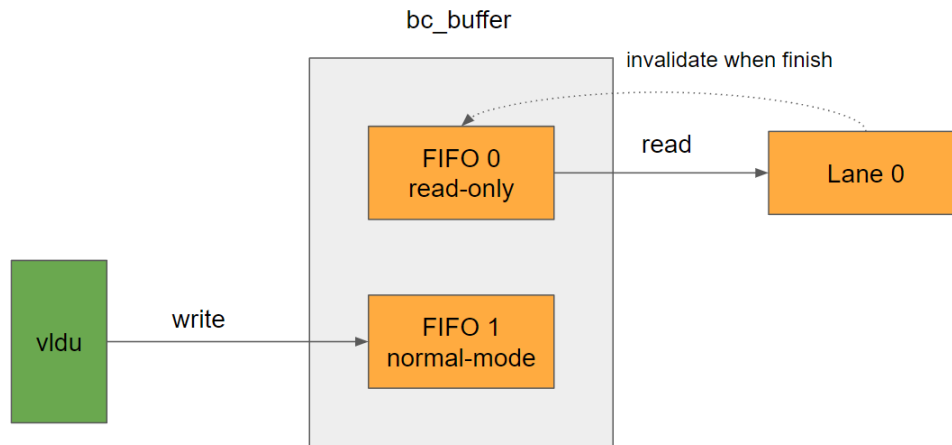 bc_buffer
invalidate when finish
FIFO 0
read-only
read
Lane 0
vldu
write
FIFO 1
normal-mode